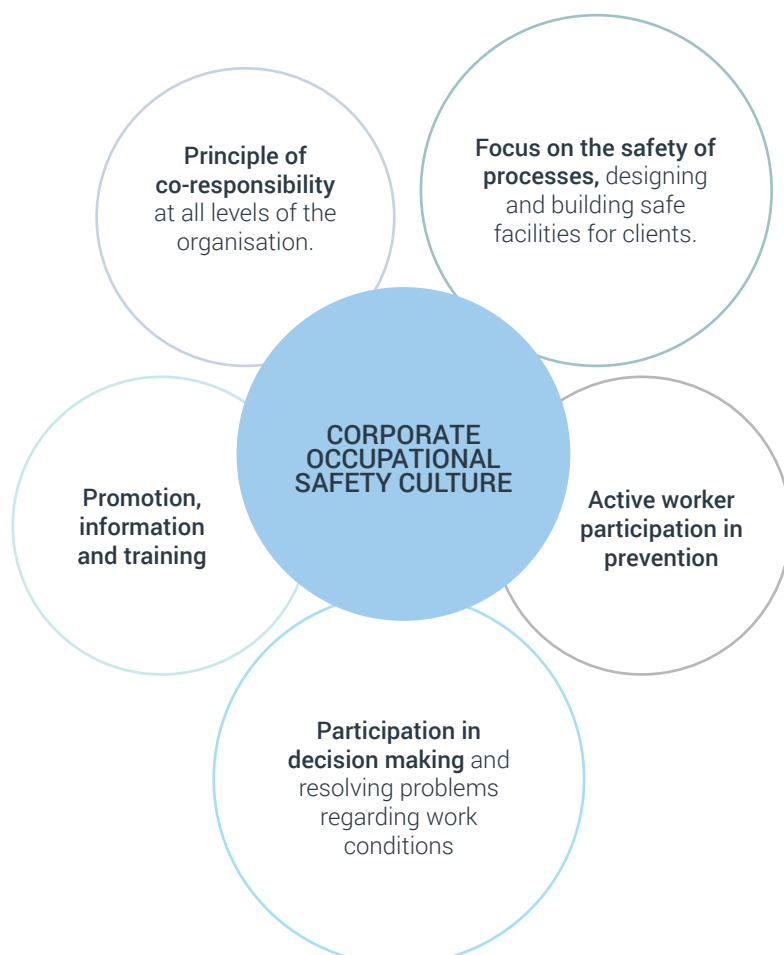 Principle of
co-responsibility
at all levels of the
organisation.
Focus on the safety of
processes, designing
and building safe
facilities for clients.
CORPORATE
OCCUPATIONAL
SAFETY CULTURE
Promotion,
information
and training
Active worker
participation in
prevention
Participation in
decision making and
resolving problems
regarding work
conditions